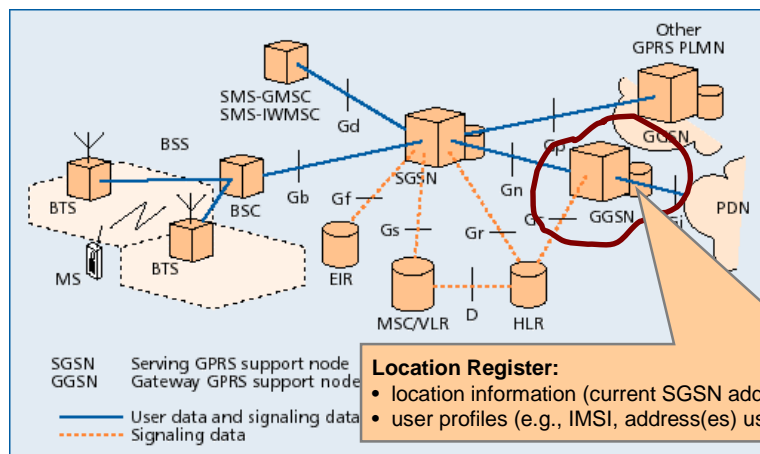 Other
GPRS PLMN
SMS-GMSC
SMS-IWMSC
Gd
BSS
Gp
GGSN
SGSN
Gn
BTS
BSC
Gb
Gf
GGSN
Gi
PDN
Gs
Gr
BTS
MS
EIR
MSC/VLR
D
HLR
SGSN Serving GPRS support node
GGSN Gateway GPRS support node
User data and signaling data
Signaling data
Location Register:
• location information (current SGSN
• user profiles (e.g., IMSI, address(es)